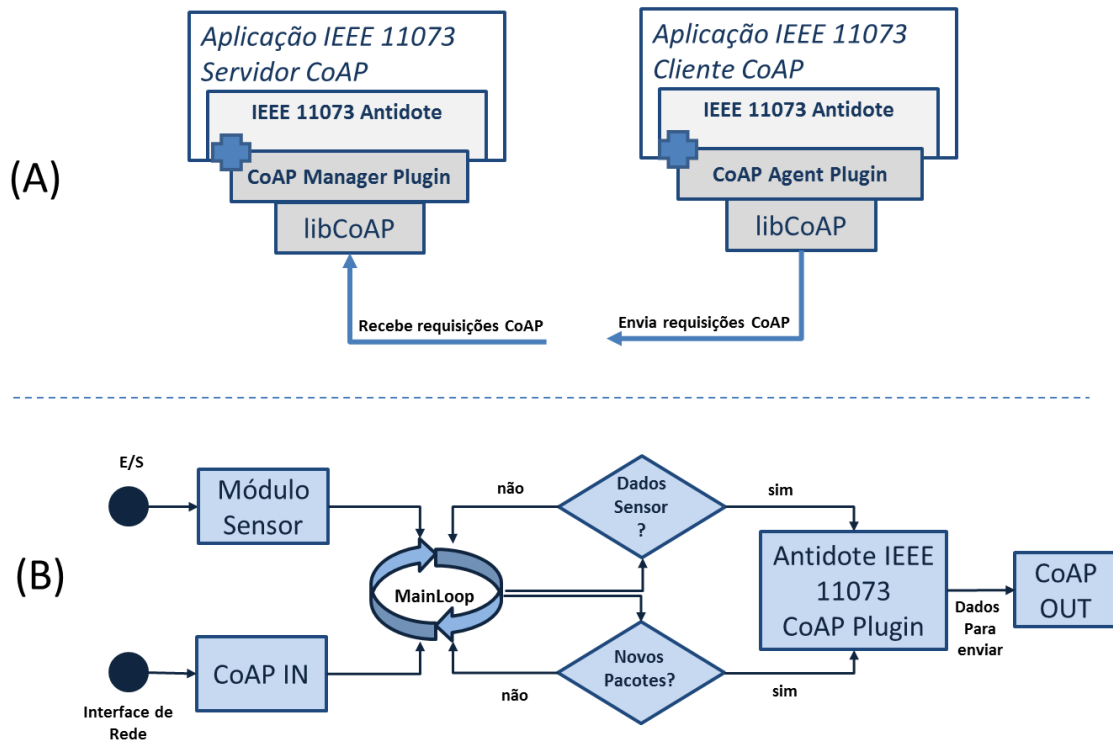 Aplicação IEEE 11073
Servidor CoAP
IEEE 11073 Antidote
CoAP Manager Plugin
libCoAP
Aplicação IEEE 11073
Cliente CoAP
IEEE 11073 Antidote
CoAP Agent Plugin
libCoAP
(A)
Recebe requisições CoAP
Envia requisições CoAP
(B)
E/S
Módulo
Sensor
MainLoop
não
Dados
Sensor
?
sim
Antidote IEEE
11073
CoAP Plugin
Dados
Para
enviar
CoAP
OUT
CoAP IN
Interface de
Rede
não
Novos
Pacotes?
sim